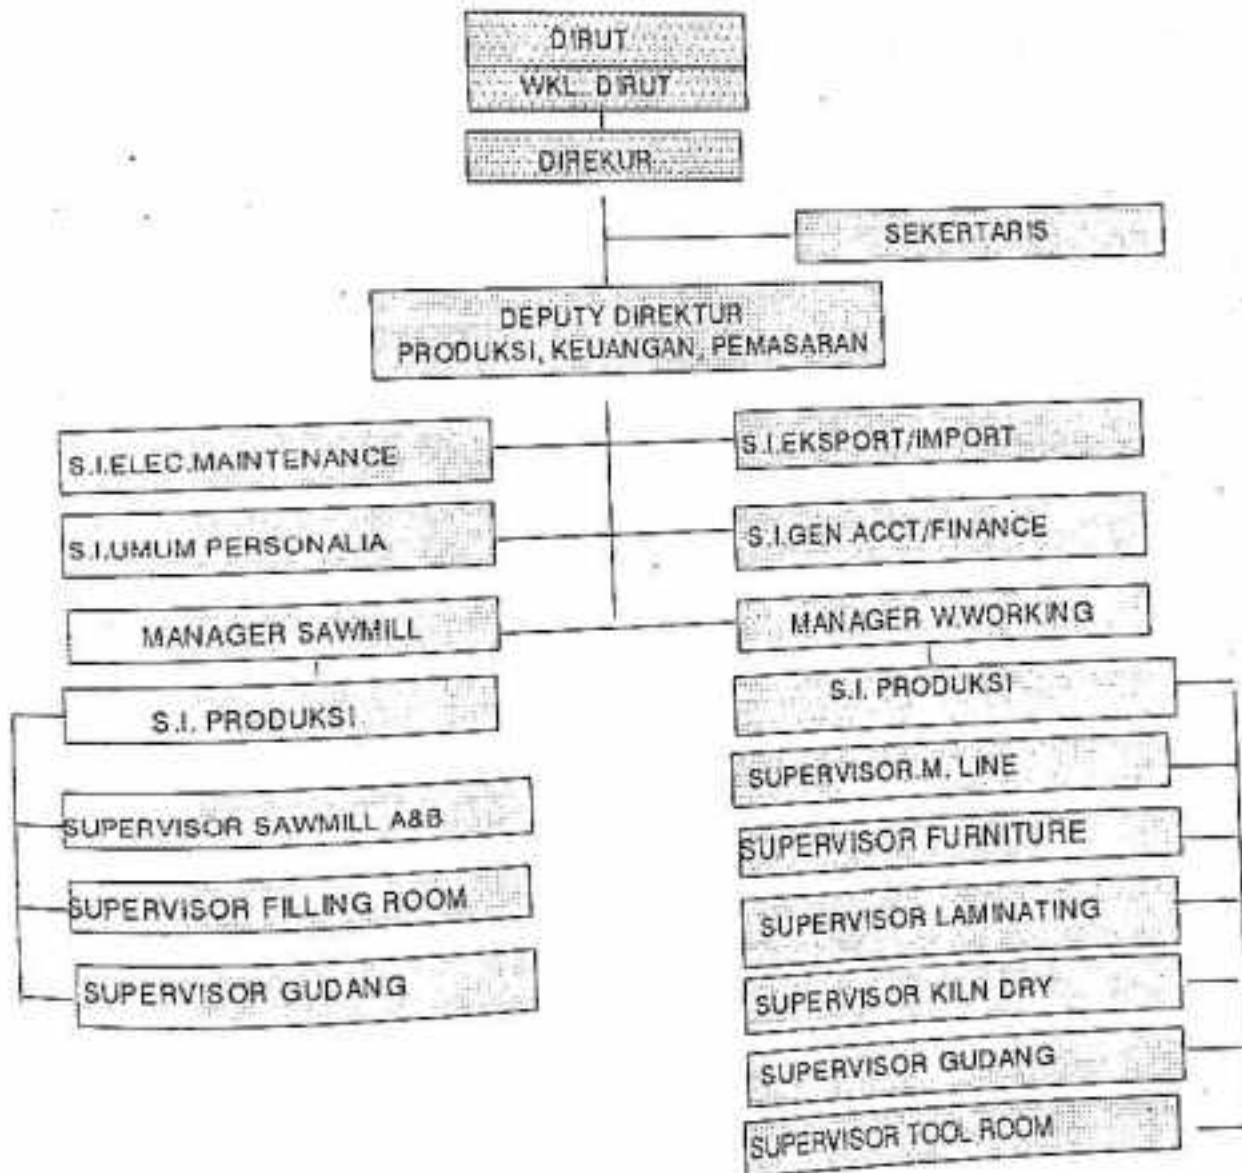 DIRUT
WKL. DIRUT
DIREKUR
SEKERTARIS
DEPUTY DIREKTUR
PRODUKSI, KEUANGAN, PEMASARAN
S.I.ELEC.MAINTENANCE
S.I.EKSPORT/IMPORT
S.I.UMUM PERSONALIA
S.I.GEN.ACCT/FINANCE
MANAGER SAWMILL
MANAGER W.WORKING
S.I. PRODUKSI
S.I. PRODUKSI
SUPERVISOR SAWMILL A&B
SUPERVISOR FILLING ROOM
SUPERVISOR GUDANG
SUPERVISOR.M. LINE
SUPERVISOR FURNITURE
SUPERVISOR LAMINATING
SUPERVISOR KILN DRY
SUPERVISOR GUDANG
SUPERVISOR TOOL ROOM